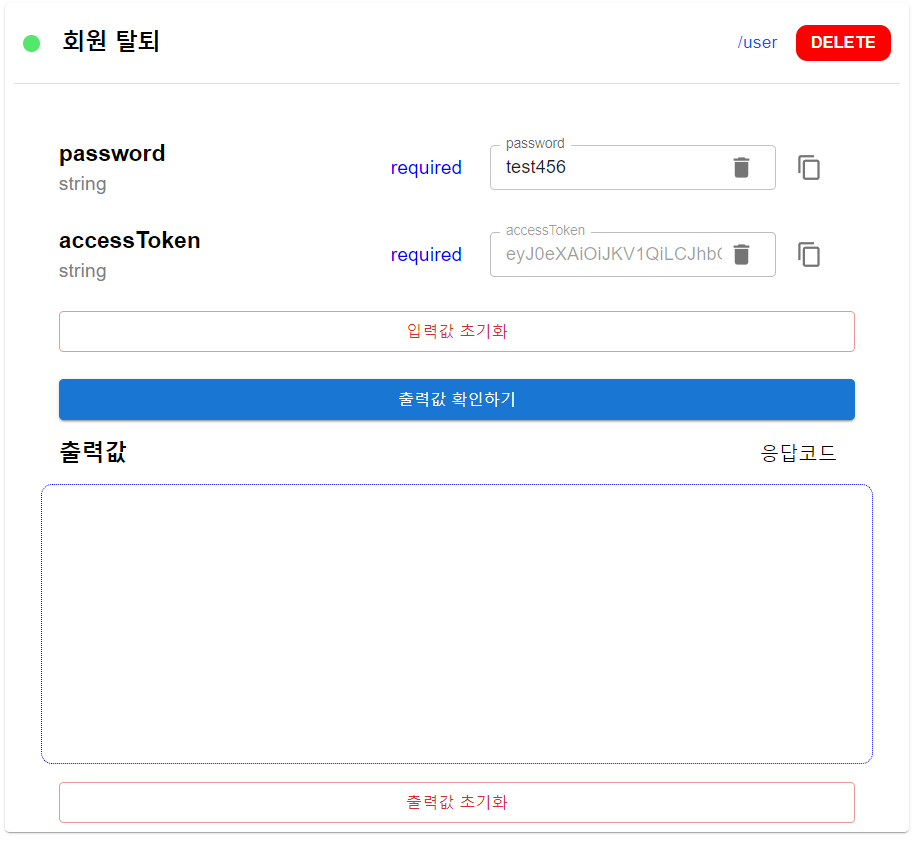 회원 탈퇴
/user
DELETE
password
string
required
password
test456
accessToken
string
required
accessToken
eyJ0eXAiOiJKV1QiLCJhb
입력값 초기화
출력값 확인하기
출력값
응답코드
출력값 초기화